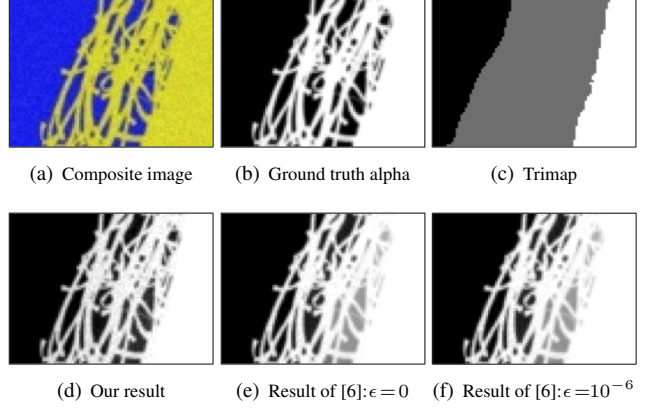 (a) Composite image (b) Ground truth alpha (c) Trimap
(d) Our result (e) Result of [6]:ϵ=0 (f) Result of [6]:ϵ=10⁻⁶